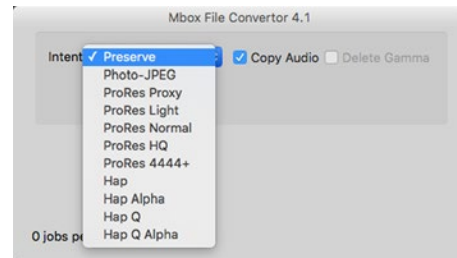 Mbox File Convertor 4.1
Intent ✓ Preserve ✓ Copy Audio Delete Gamma
Photo-JPEG
ProRes Proxy
ProRes Light
ProRes Normal
ProRes HQ
ProRes 4444+
Hap
Hap Alpha
Hap Q
0 jobs Hap Q Alpha